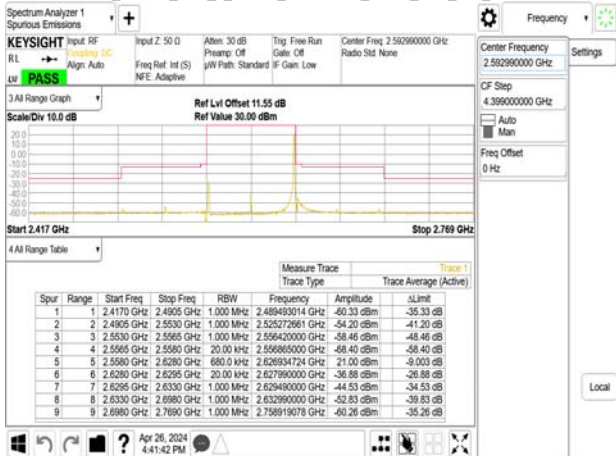 Spectrum Analyzer 1
Spurious Emissions
Frequency
KEYSIGHT Input: RF Input Z: 50 Ω Atten: 30 dB Trig: Free Run Center Freq: 2.592990000 GHz
RL Coupling: DC Preamp: Off Gate: Off Radio Std: None
Align: Auto Freq Ref: Int (S) µW Path: Standard IF Gain: Low
NFE: Adaptive
LV PASS
3 All Range Graph
Ref Lvl Offset 11.55 dB
Scale/Div 10.0 dB Ref Value 30.00 dBm
20.0
10.0
0.00
-10.0
-20.0
-30.0
-40.0
-50.0
-60.0
Start 2.417 GHz Stop 2.769 GHz
4 All Range Table
Measure Trace Trace 1
Trace Type Trace Average (Active)
Spur Range Start Freq Stop Freq RBW Frequency Amplitude ΔLimit
1 1 2.4170 GHz 2.4905 GHz 1.000 MHz 2.489493014 GHz -60.33 dBm -35.33 dB
2 2 2.4905 GHz 2.5530 GHz 1.000 MHz 2.525272661 GHz -54.20 dBm -41.20 dB
3 3 2.5530 GHz 2.5565 GHz 1.000 MHz 2.556420000 GHz -58.46 dBm -48.46 dB
4 4 2.5565 GHz 2.5580 GHz 20.00 kHz 2.556865000 GHz -68.40 dBm -58.40 dB
5 5 2.5580 GHz 2.6280 GHz 680.0 kHz 2.626934724 GHz 21.00 dBm -9.003 dB
6 6 2.6280 GHz 2.6295 GHz 20.00 kHz 2.627990000 GHz -36.88 dBm -26.88 dB
7 7 2.6295 GHz 2.6330 GHz 1.000 MHz 2.629490000 GHz -44.53 dBm -34.53 dB
8 8 2.6330 GHz 2.6980 GHz 1.000 MHz 2.632990000 GHz -52.83 dBm -39.83 dB
9 9 2.6980 GHz 2.7690 GHz 1.000 MHz 2.758919078 GHz -60.26 dBm -35.26 dB
Apr 26, 2024
4:41:42 PM
Center Frequency
2.592990000 GHz
Settings
CF Step
4.399000000 GHz
Auto
Man
Freq Offset
0 Hz
Local